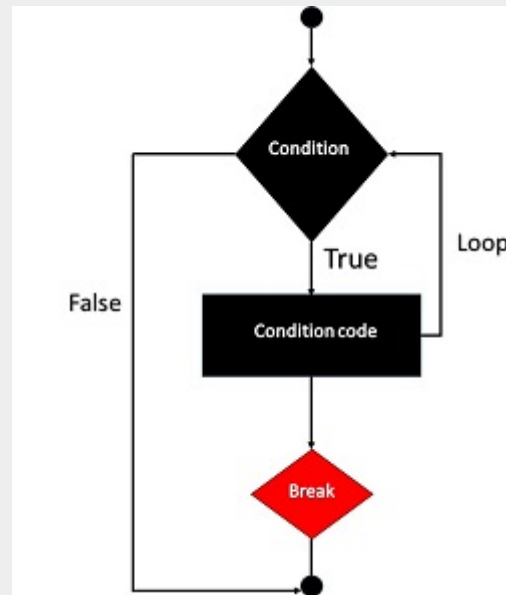 Condition
True
Loop
False
Condition code
Break